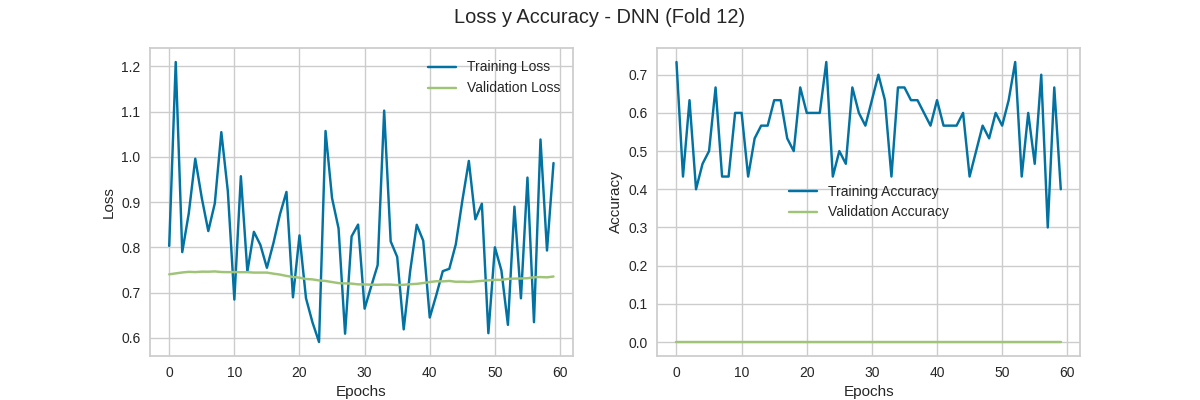 Loss y Accuracy - DNN (Fold 12)
1.2
1.1
1.0
0.9
0.8
0.7
0.6
Loss
0 10 20 30 40 50 60
Epochs
Training Loss
Validation Loss
0.7
0.6
0.5
0.4
0.3
0.2
0.1
0.0
Accuracy
0 10 20 30 40 50 60
Epochs
Training Accuracy
Validation Accuracy